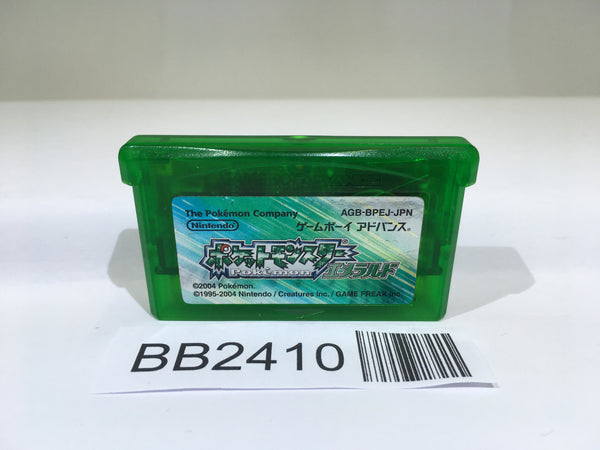 The Pokémon Company
AGB-BPEJ-JPN
Nintendo
ゲームボーイ アドバンス®
ポケットモンスター
Pokémon
エメラルド
©2004 Pokémon.
©1995-2004 Nintendo / Creatures Inc. / GAME FREAK inc.
BB2410